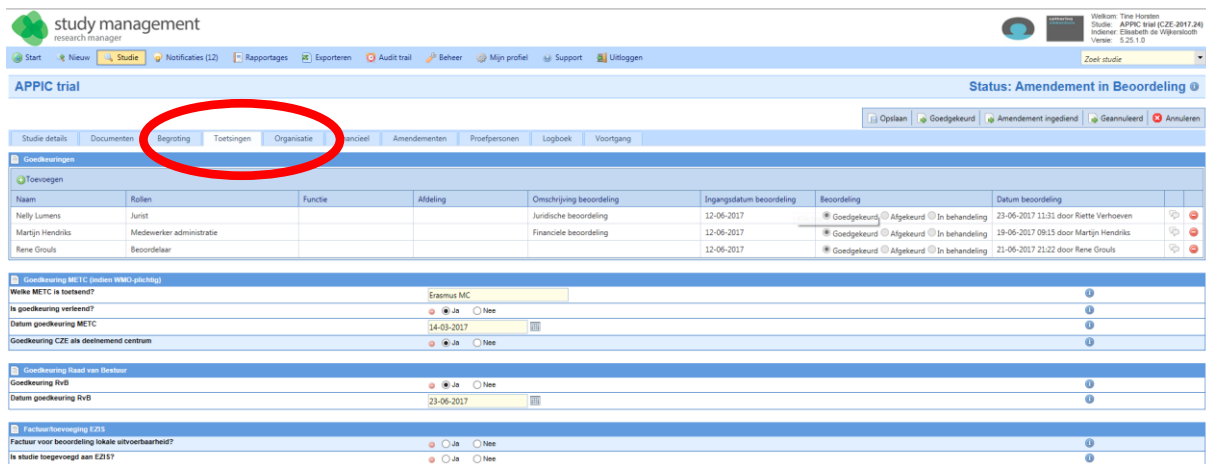 study management
research manager
Welkom: Tine Horsten
Studie: APPIC trial (CZE-2017.24)
Indiener: Elisabeth de Wijkerslooth
Versie: 5.25.1.0
Start Nieuw Studie Notificaties (12) Rapportages Exporteren Audit trail Beheer Mijn profiel Support Uitloggen Zoek studie
APPIC trial Status: Amendement in Beoordeling
Opslaan Goedgekeurd Amendement ingediend Geannuleerd Annuleren
Studie details Documenten Begroting Toetsingen Organisatie Financieel Amendementen Proefpersonen Logboek Voortgang
Goedkeuringen
Toevoegen
Naam Rollen Functie Afdeling Omschrijving beoordeling Ingangsdatum beoordeling Beoordeling Datum beoordeling
Nelly Lumens Jurist Juridische beoordeling 12-06-2017 Goedgekeurd Afgekeurd In behandeling 23-06-2017 11:31 door Riette Verhoeven
Martijn Hendriks Medewerker administratie Financiele beoordeling 12-06-2017 Goedgekeurd Afgekeurd In behandeling 19-06-2017 09:15 door Martijn Hendriks
Rene Grouls Beoordelaar 12-06-2017 Goedgekeurd Afgekeurd In behandeling 21-06-2017 21:22 door Rene Grouls
Goedkeuring METC (indien WMO-plichtig)
Welke METC is toetsend? Erasmus MC
Is goedkeuring verleend? Ja Nee
Datum goedkeuring METC 14-03-2017
Goedkeuring CZE als deelnemend centrum Ja Nee
Goedkeuring Raad van Bestuur
Goedkeuring RvB Ja Nee
Datum goedkeuring RvB 23-06-2017
Factuur/toevoeging EZIS
Factuur voor beoordeling lokale uitvoerbaarheid? Ja Nee
Is studie toegevoegd aan EZIS? Ja Nee